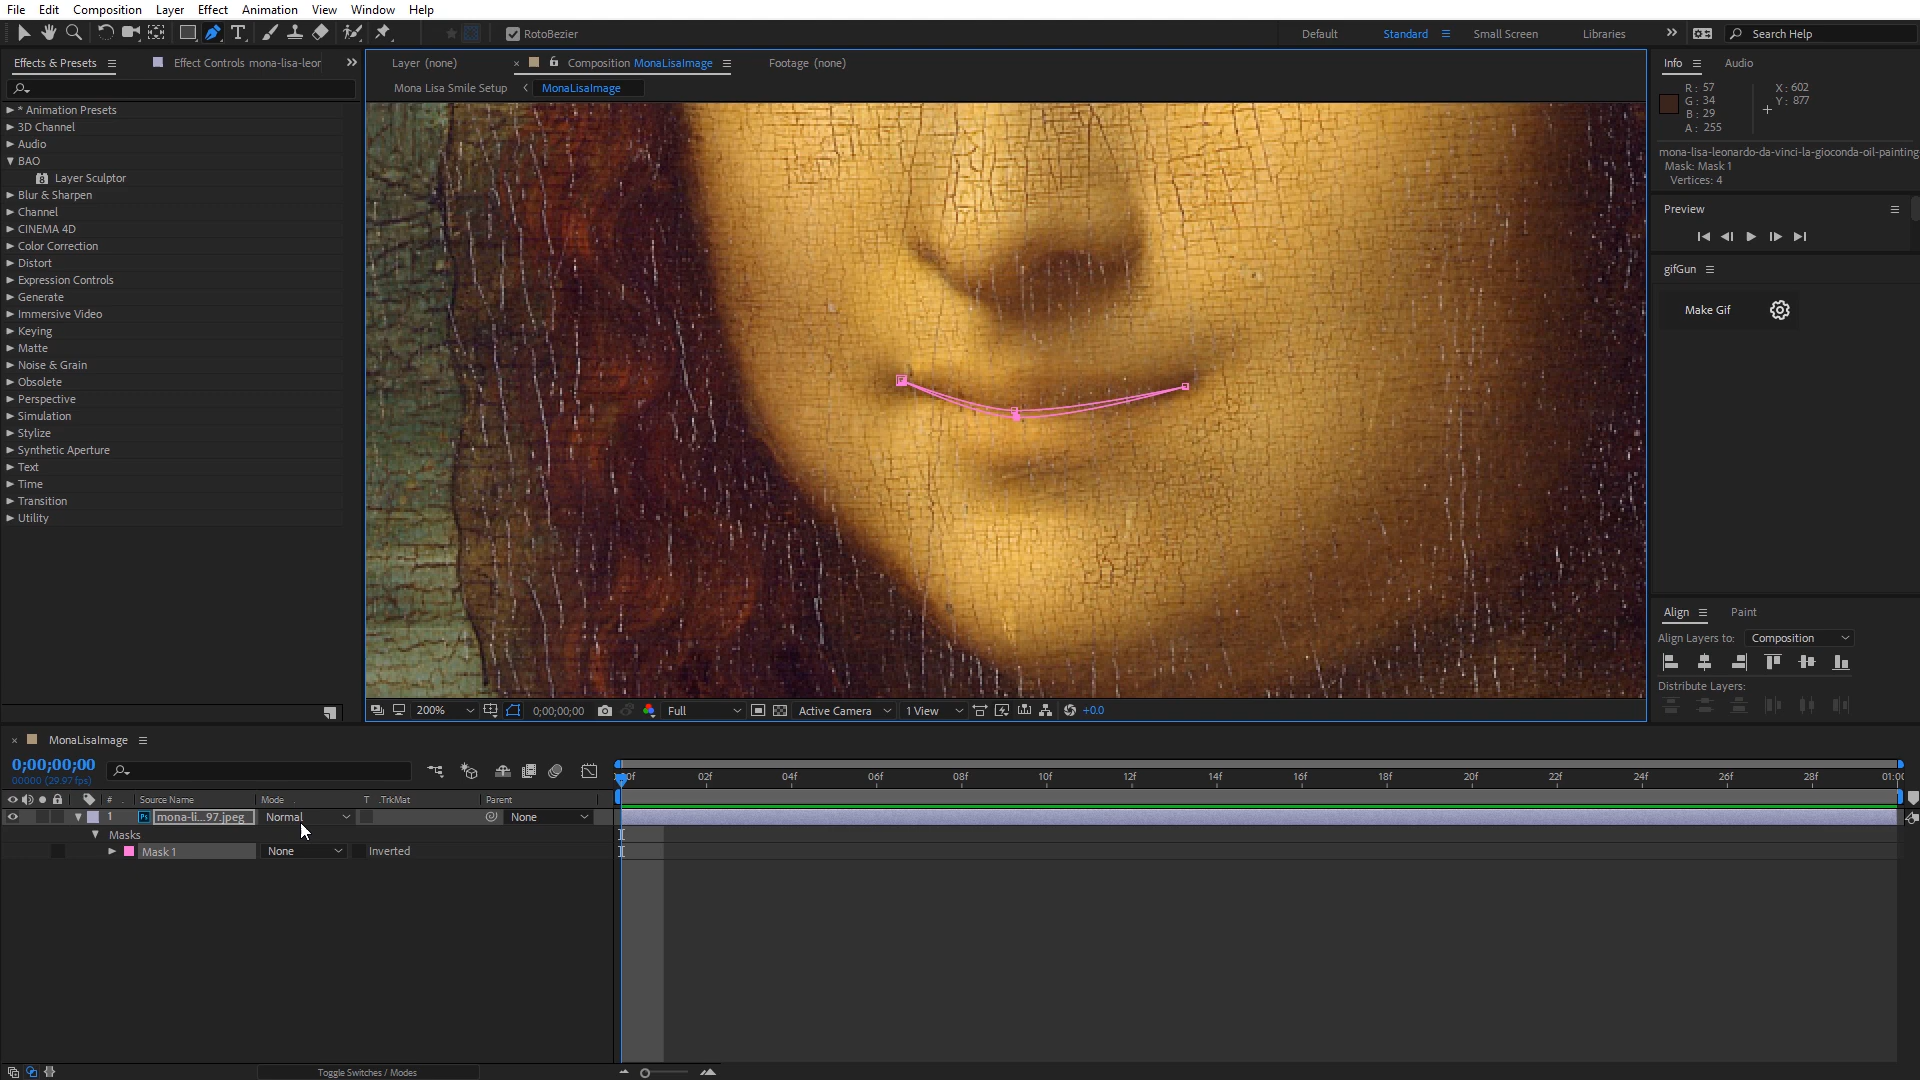 File Edit Composition Layer Effect Animation View Window Help
RotoBezier Default Standard Small Screen Libraries Search Help
Effects & Presets Effect Controls mona-lisa-leor
* Animation Presets
3D Channel
Audio
BAO
Layer Sculptor
Blur & Sharpen
Channel
CINEMA 4D
Color Correction
Distort
Expression Controls
Generate
Immersive Video
Keying
Matte
Noise & Grain
Obsolete
Perspective
Simulation
Stylize
Synthetic Aperture
Text
Time
Transition
Utility
Layer (none) × Composition MonaLisaImage Footage (none)
Mona Lisa Smile Setup MonaLisaImage
200% 0;00;00;00 Full Active Camera 1 View +0.0
Info Audio
R: 57 X: 602
G: 34 Y: 877
B: 29
A: 255
mona-lisa-leonardo-da-vinci-la-gioconda-oil-painting
Mask: Mask 1
Vertices: 4
Preview
gifGun
Make Gif
Align Paint
Align Layers to: Composition
Distribute Layers:
× MonaLisaImage
0;00;00;00
00000 (29.97 fps)
# Source Name Mode T .TrkMat Parent
1 mona-li...97.jpeg Normal None
Masks
Mask 1 None Inverted
02f 04f 06f 08f 10f 12f 14f 16f 18f 20f 22f 24f 26f 28f 01:00
Toggle Switches / Modes